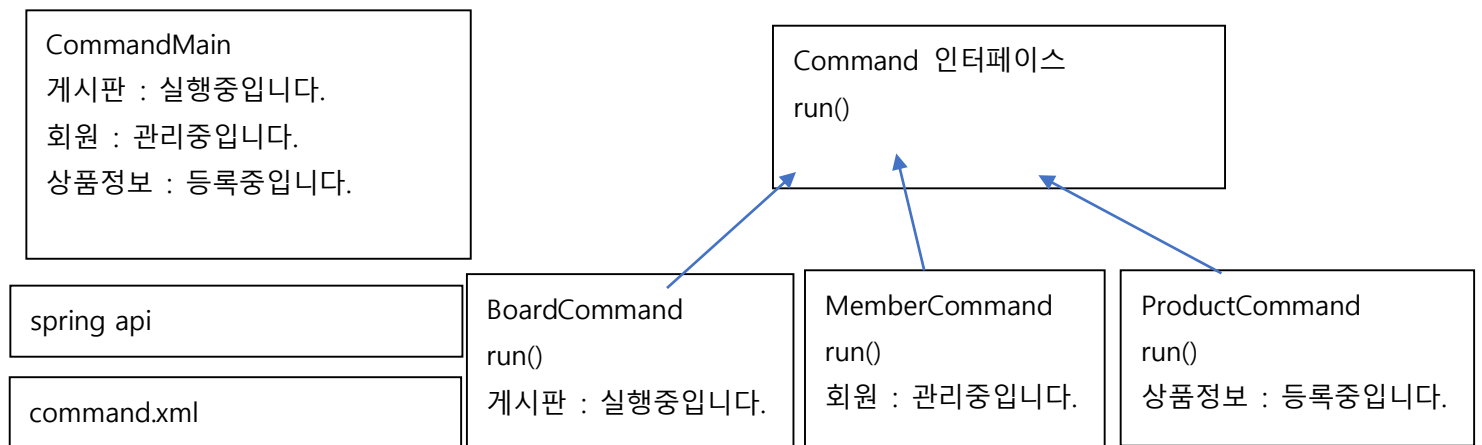 CommandMain
게시판 : 실행중입니다.
회원 : 관리중입니다.
상품정보 : 등록중입니다.
Command 인터페이스
run()
spring api
command.xml
BoardCommand
run()
게시판 : 실행중입니다.
MemberCommand
run()
회원 : 관리중입니다.
ProductCommand
run()
상품정보 : 등록중입니다.